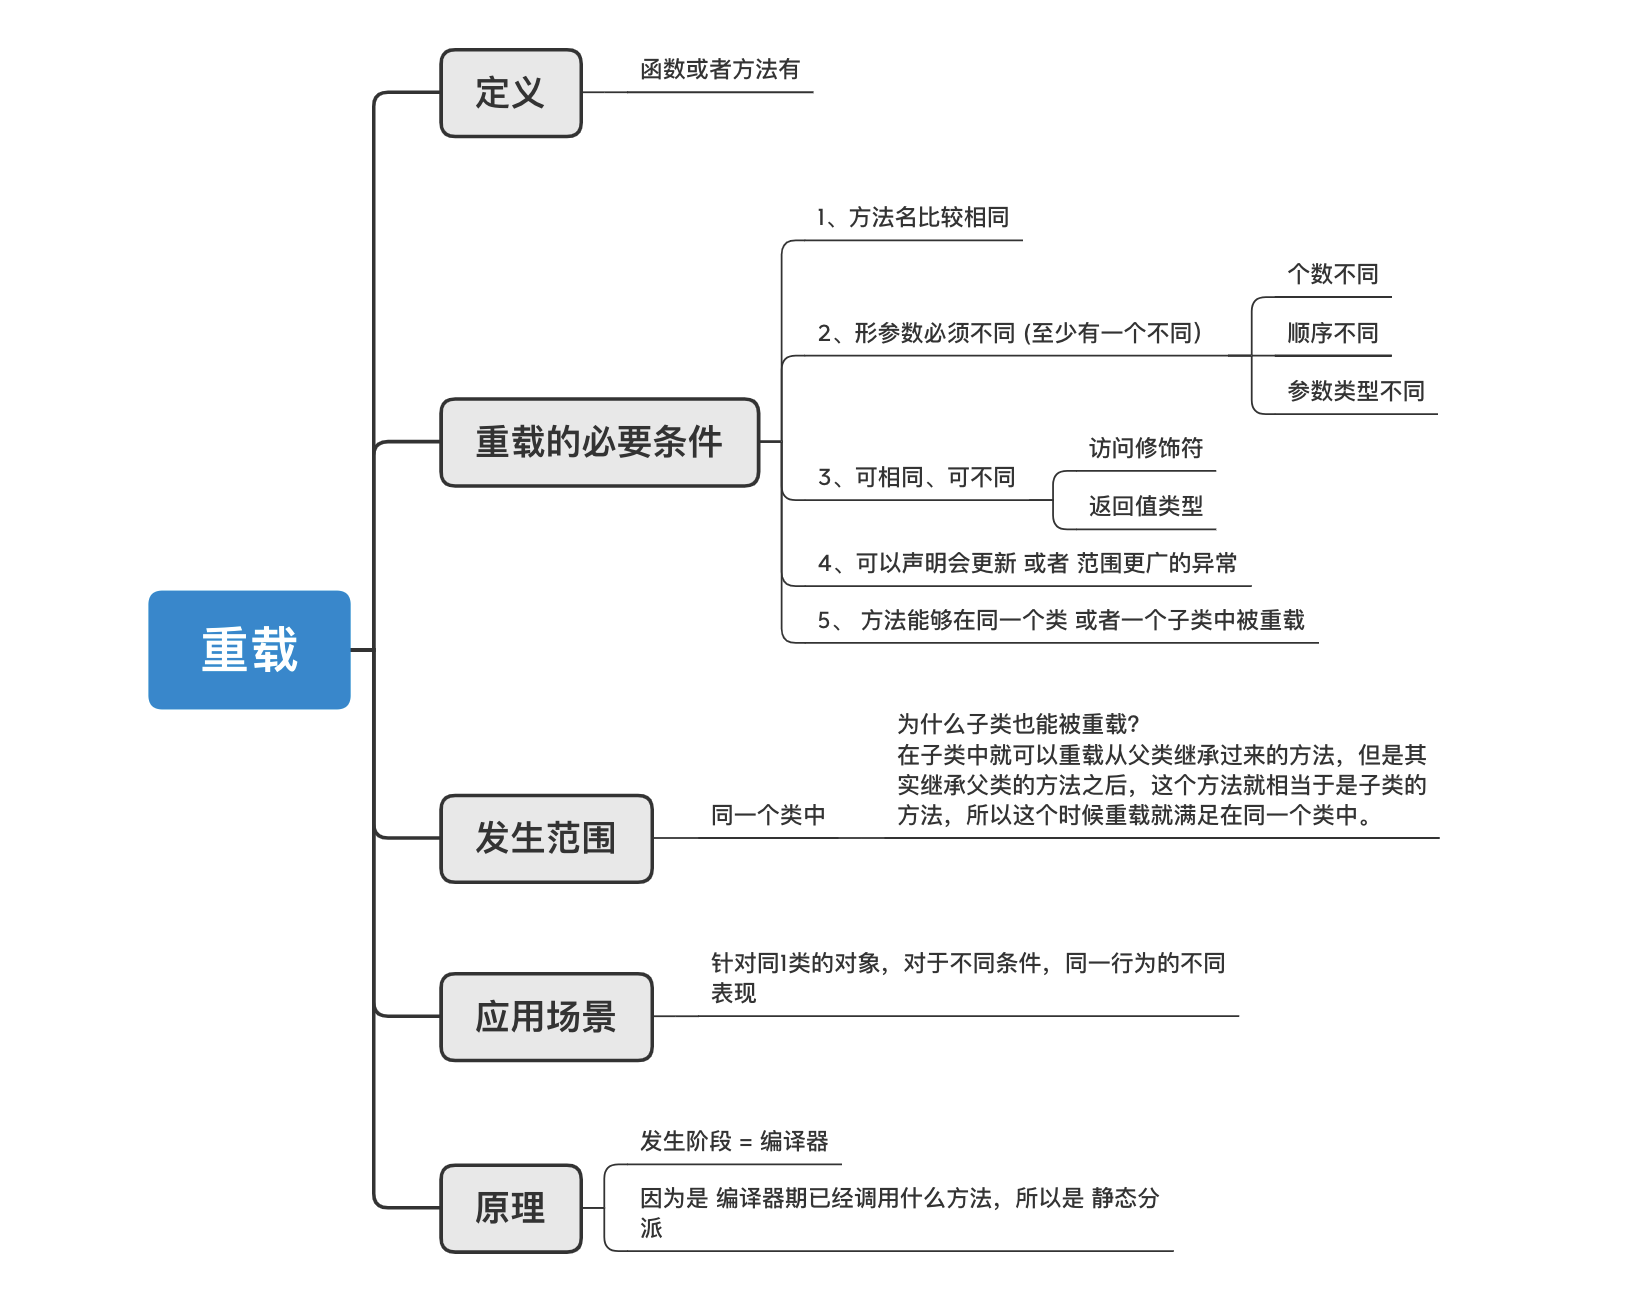 重载
定义
函数或者方法有
重载的必要条件
1、方法名比较相同
2、形参数必须不同 (至少有一个不同)
个数不同
顺序不同
参数类型不同
3、可相同、可不同
访问修饰符
返回值类型
4、可以声明会更新 或者 范围更广的异常
5、 方法能够在同一个类 或者一个子类中被重载
发生范围
同一个类中
为什么子类也能被重载?
在子类中就可以重载从父类继承过来的方法，但是其
实继承父类的方法之后，这个方法就相当于是子类的
方法，所以这个时候重载就满足在同一个类中。
应用场景
针对同1类的对象，对于不同条件，同一行为的不同
表现
原理
发生阶段 = 编译器
因为是 编译器期已经调用什么方法，所以是 静态分
派